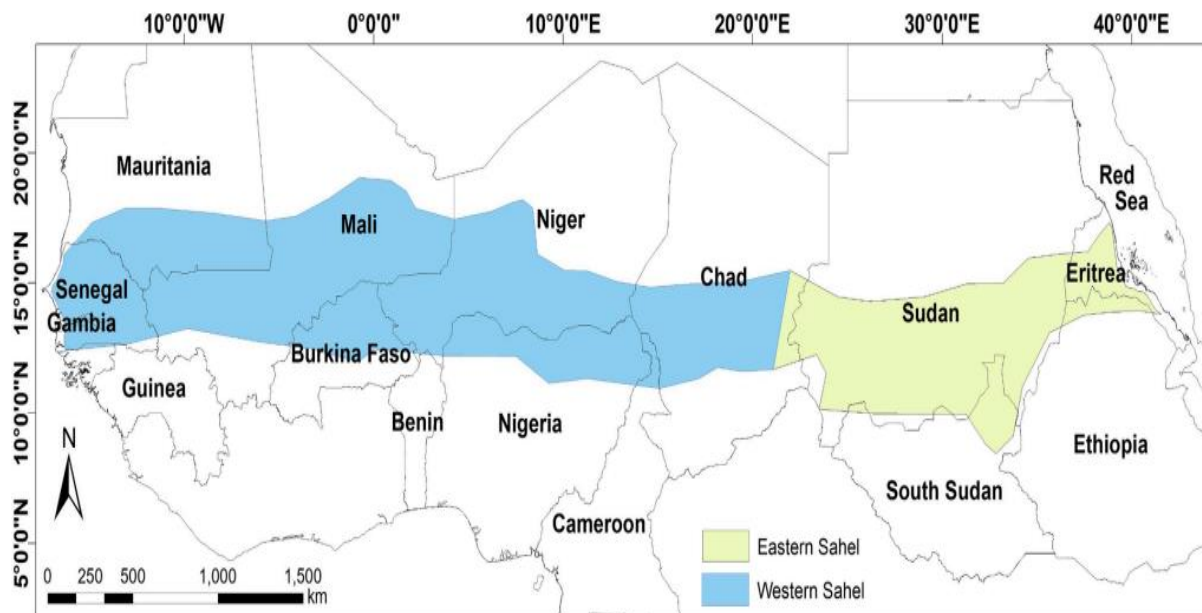 10°0'0"W 0°0'0" 10°0'0"E 20°0'0"E 30°0'0"E 40°0'0"E
20°0'0"N
15°0'0"N
10°0'0"N
5°0'0"N
Mauritania
Mali
Niger
Chad
Sudan
Eritrea
Red
Sea
Senegal
Gambia
Burkina Faso
Guinea
Benin
Nigeria
Cameroon
South Sudan
Ethiopia
N
0 250 500 1,000 1,500
km
Eastern Sahel
Western Sahel